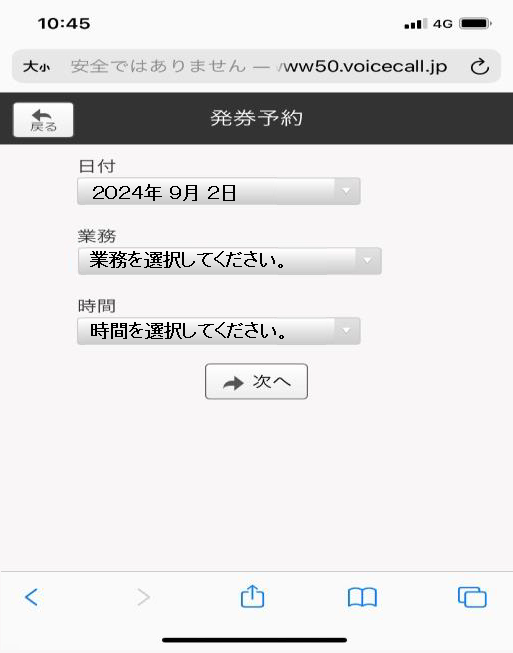 10:45
4G
大小 安全ではありません — ww50.voicecall.jp
戻る
発券予約
日付
2024年 9月 2日
業務
業務を選択してください。
時間
時間を選択してください。
次へ